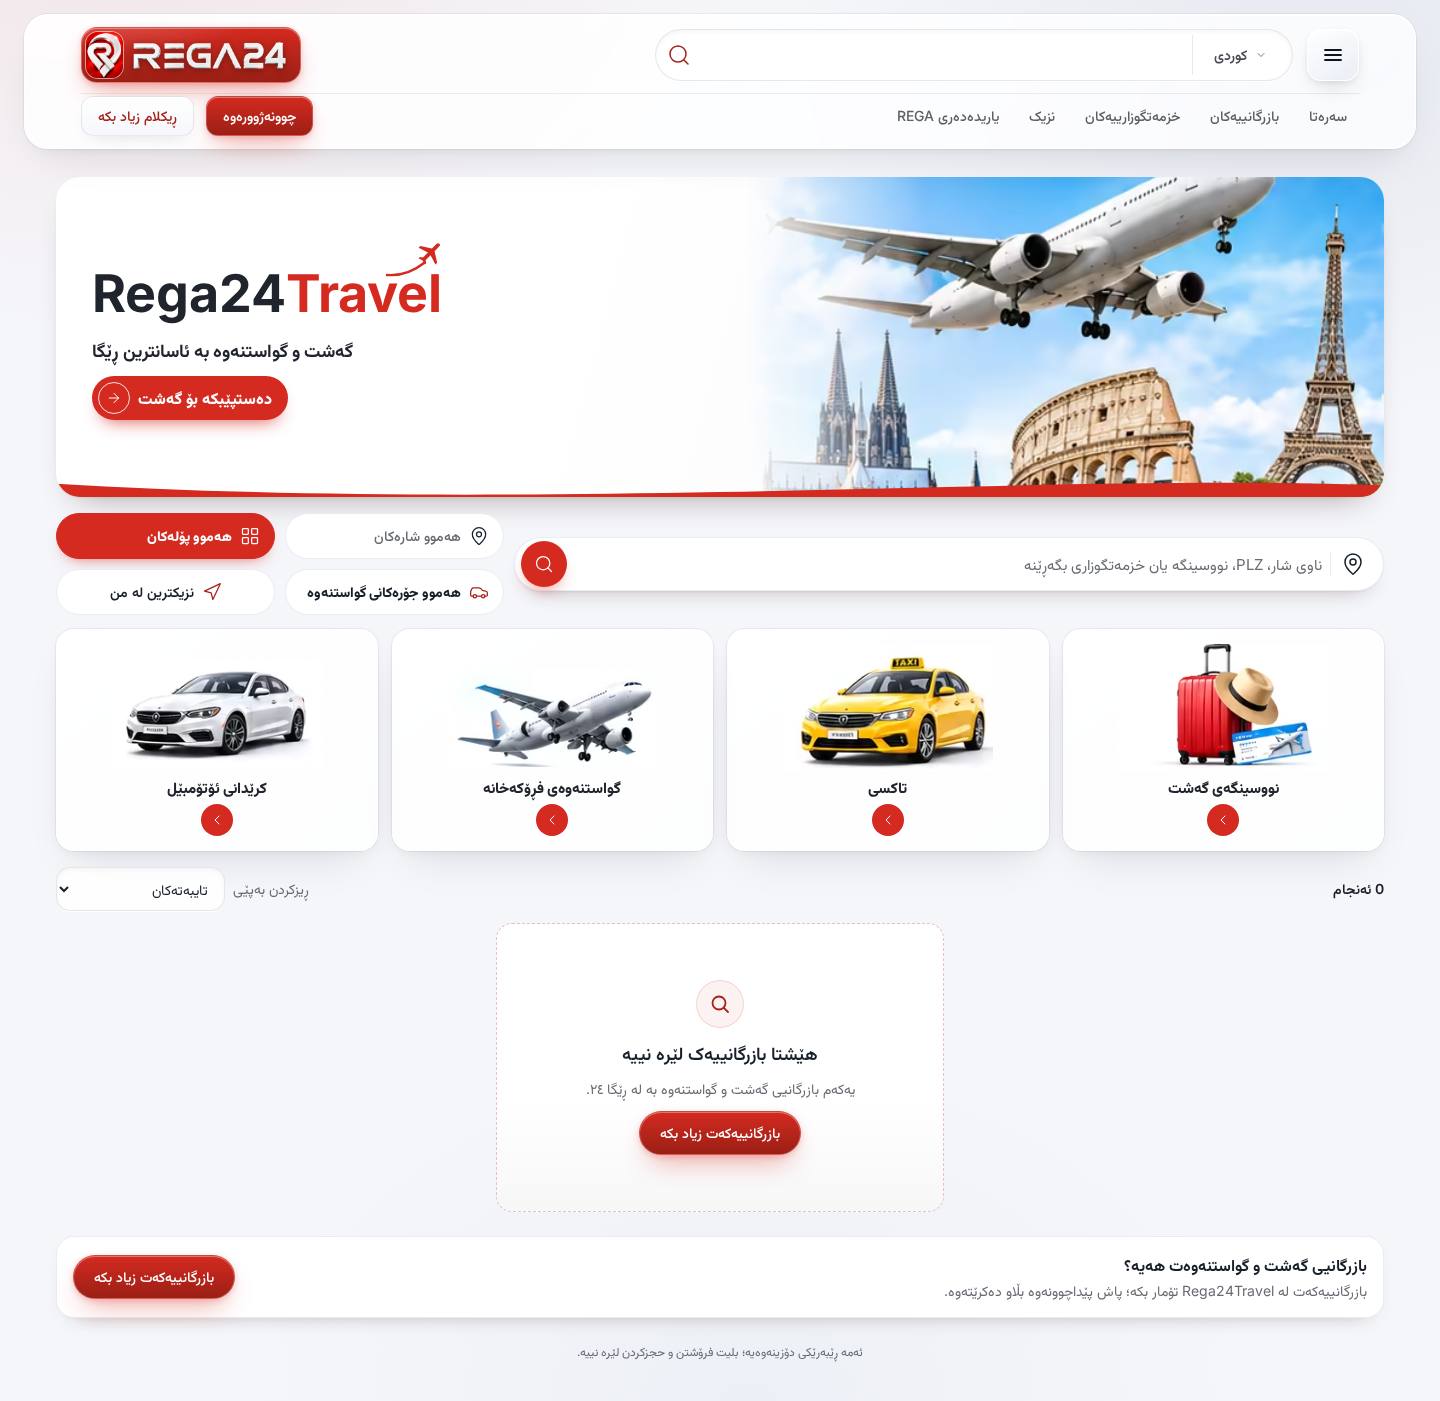 REGA24
کوردی
سەرەتا
بازرگانییەکان
خزمەتگوزارییەکان
نزیک
یاریدەدەری REGA
چوونەژوورەوە
ڕیکلام زیاد بکە
Rega24Travel
گەشت و گواستنەوە بە ئاسانترین ڕێگا
دەستپێبکە بۆ گەشت
ناوی شار، PLZ، نووسینگە یان خزمەتگوزاری بگەڕێنە
هەموو شارەکان
هەموو پۆلەکان
هەموو جۆرەکانی گواستنەوە
نزیکترین لە من
نووسینگەی گەشت
تاکسی
TAXI
گواستنەوەی فڕۆکەخانە
کرێدانی ئۆتۆمبێل
0 ئەنجام
ڕیزکردن بەپێی
تایبەتەکان
هێشتا بازرگانییەک لێرە نییە
یەکەم بازرگانیی گەشت و گواستنەوە بە لە ڕێگا ٢٤.
بازرگانییەکەت زیاد بکە
بازرگانیی گەشت و گواستنەوەت هەیە؟
بازرگانییەکەت لە Rega24Travel تۆمار بکە؛ پاش پێداچوونەوە بڵاو دەکرێتەوە.
بازرگانییەکەت زیاد بکە
ئەمە ڕێبەرێکی دۆزینەوەیە؛ بلیت فرۆشتن و حجزکردن لێرە نییە.